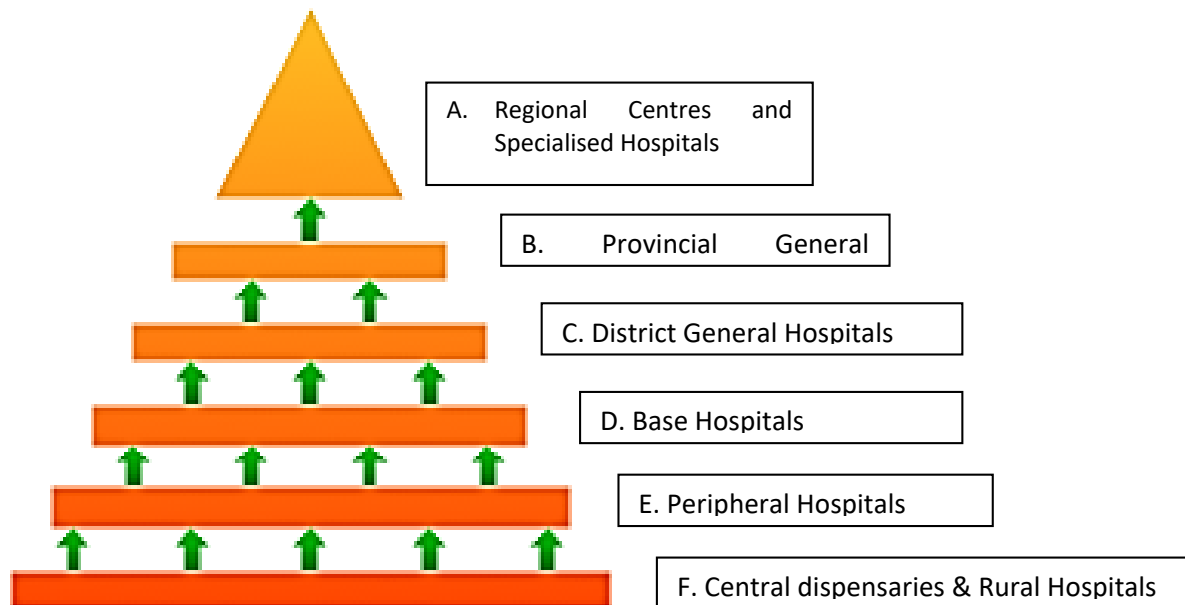 A. Regional Centres and
Specialised Hospitals
B. Provincial General
C. District General Hospitals
D. Base Hospitals
E. Peripheral Hospitals
F. Central dispensaries & Rural Hospitals